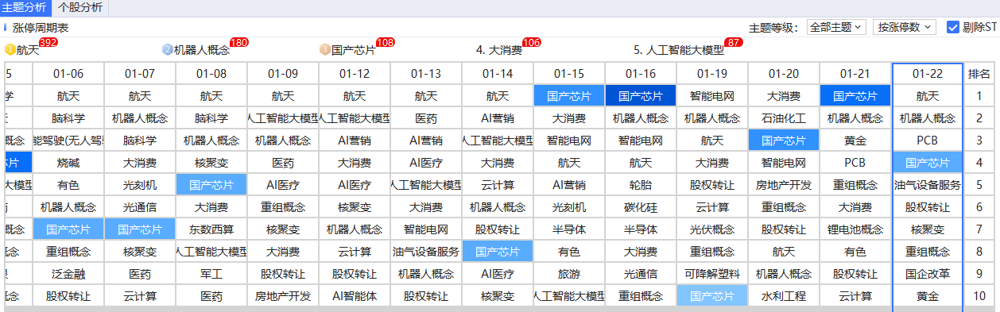 主题分析 个股分析
涨停周期表 主题等级: 全部主题 按涨停数 剔除ST
1 航天 392 2 机器人概念 180 3 国产芯片 108 4. 大消费 106 5. 人工智能大模型 87
5 01-06 01-07 01-08 01-09 01-12 01-13 01-14 01-15 01-16 01-19 01-20 01-21 01-22 排名
学 航天 航天 航天 航天 航天 航天 航天 国产芯片 国产芯片 智能电网 大消费 国产芯片 航天 1
脑科学 机器人概念 脑科学 人工智能大模型 人工智能大模型 医药 AI营销 大消费 机器人概念 机器人概念 石油化工 机器人概念 机器人概念 2
概念 能驾驶(无人驾 脑科学 机器人概念 机器人概念 AI营销 AI营销 人工智能大模型 智能电网 智能电网 航天 国产芯片 黄金 PCB 3
芯片 烧碱 大消费 核聚变 医药 大消费 AI医疗 大消费 航天 航天 大消费 智能电网 PCB 国产芯片 4
大模型 有色 光刻机 国产芯片 AI医疗 AI医疗 人工智能大模型 云计算 AI营销 轮胎 股权转让 房地产开发 重组概念 油气设备服务 5
机器人概念 光通信 大消费 重组概念 核聚变 大消费 机器人概念 光刻机 碳化硅 云计算 重组概念 大消费 股权转让 6
概念 国产芯片 国产芯片 东数西算 核聚变 机器人概念 智能电网 股权转让 半导体 半导体 光伏概念 股权转让 锂电池概念 核聚变 7
概念 重组概念 核聚变 人工智能大模型 大消费 云计算 油气设备服务 国产芯片 有色 大消费 重组概念 航天 有色 重组概念 8
泛金融 医药 军工 股权转让 股权转让 机器人概念 AI医疗 旅游 光通信 可降解塑料 机器人概念 股权转让 国企改革 9
概念 股权转让 云计算 医药 房地产开发 AI智能体 股权转让 核聚变 人工智能大模型 重组概念 国产芯片 水利工程 云计算 黄金 10